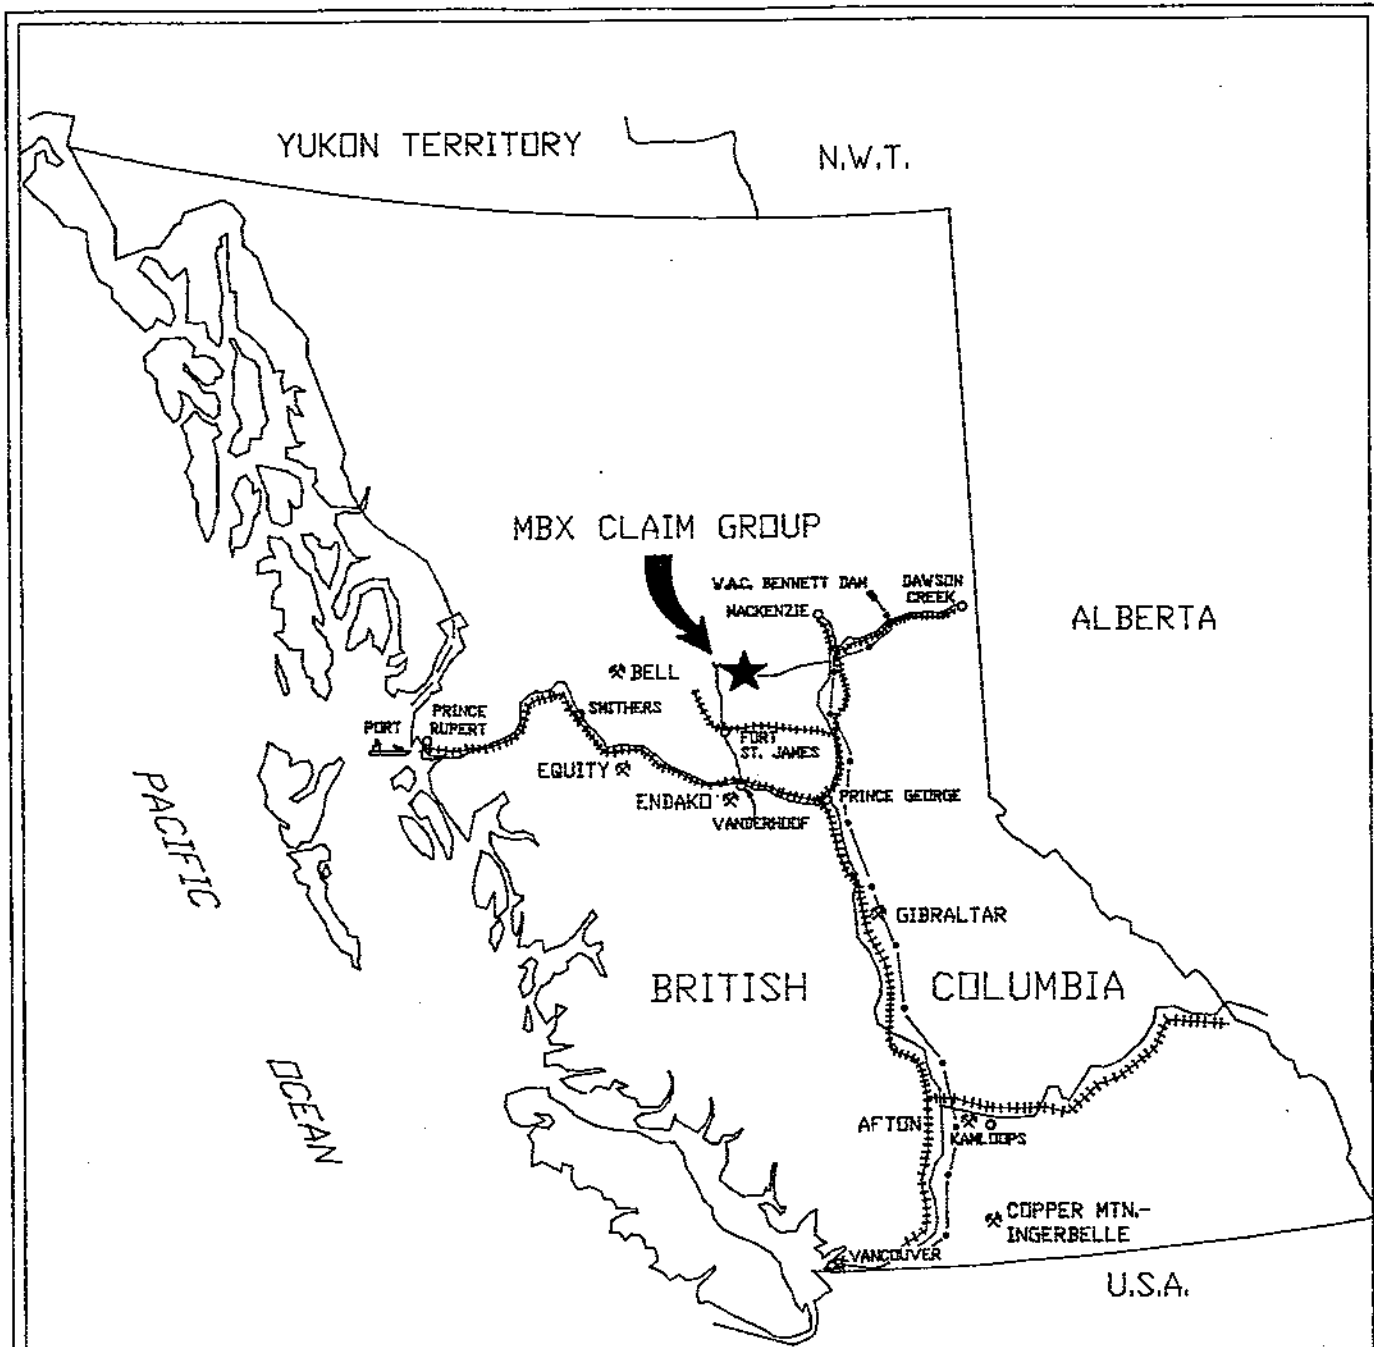 YUKON TERRITORY
N.W.T.
MBX CLAIM GROUP
W.A.C. BENNETT DAM
DAWSON
CREEK
MACKENZIE
ALBERTA
BELL
SMITHERS
PRINCE
RUPERT
PORT
FORT
ST. JAMES
EQUITY
ENDAKO
PRINCE GEORGE
VANDERHOOF
PACIFIC
GIBRALTAR
BRITISH COLUMBIA
OCEAN
AFTON
KAMLOOPS
COPPER MTN.-
INGERBELLE
VANCOUVER
U.S.A.